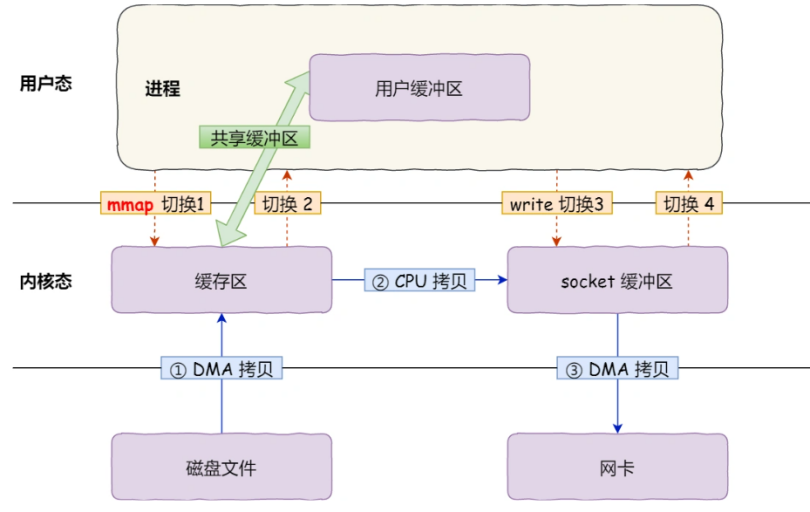 用户态
进程
用户缓冲区
共享缓冲区
mmap 切换1
切换 2
write 切换3
切换 4
内核态
缓存区
② CPU 拷贝
socket 缓冲区
① DMA 拷贝
③ DMA 拷贝
磁盘文件
网卡